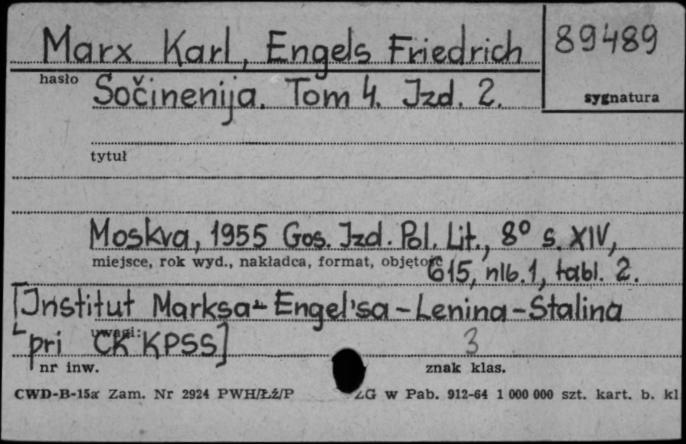 Marx Karl, Engels Friedrich
89489
hasło
Sočinenija. Tom 4. Izd. 2.
sygnatura
tytuł
Moskva, 1955 Gos. Izd. Pol. Lit., 8° s. XIV,
miejsce, rok wyd., nakładca, format, objętość
615, nlb. 1, tabl. 2.
[Institut Marksa-Engel'sa-Lenina-Stalina
uwagi:
pri CK KPSS]
3
nr inw.
znak klas.
CWD-B-15a Zam. Nr 2924 PWH/Łź/P ZG w Pab. 912-64 1 000 000 szt. kart. b. kl